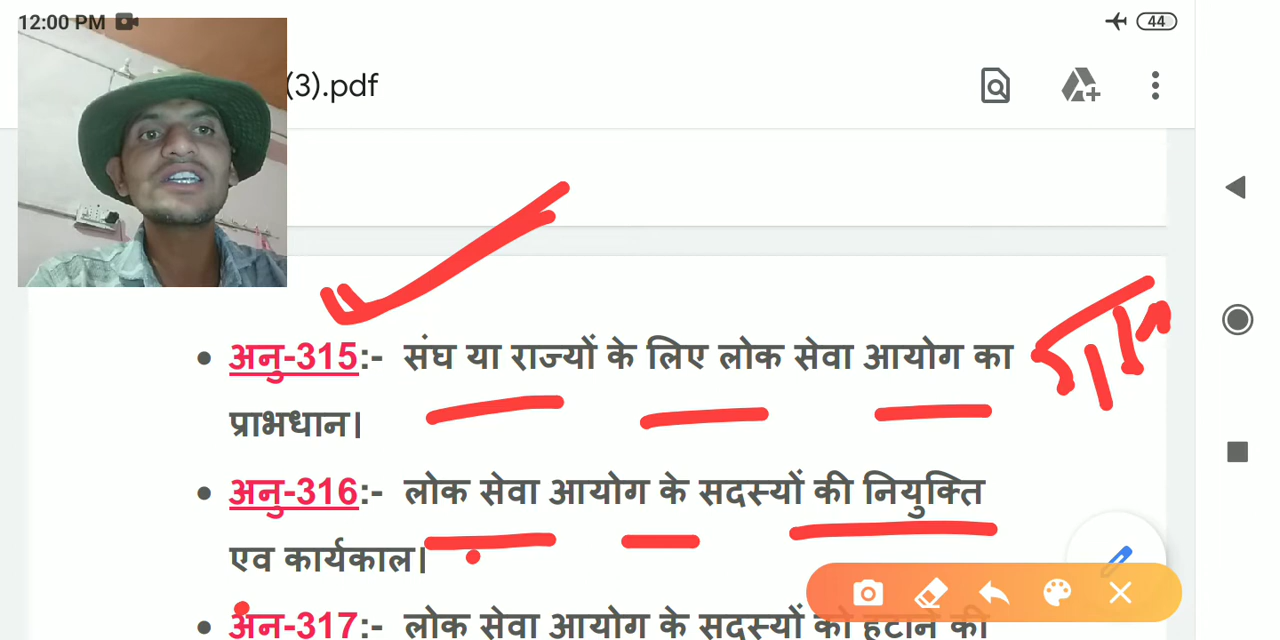 12:00 PM
44
(3).pdf
अनु-315:- संघ या राज्यों के लिए लोक सेवा आयोग का
प्राभधान।
अनु-316:- लोक सेवा आयोग के सदस्यों की नियुक्ति
एव कार्यकाल।
अन-317:- लोक सेवा आयोग के सदस्यों को हटाने की